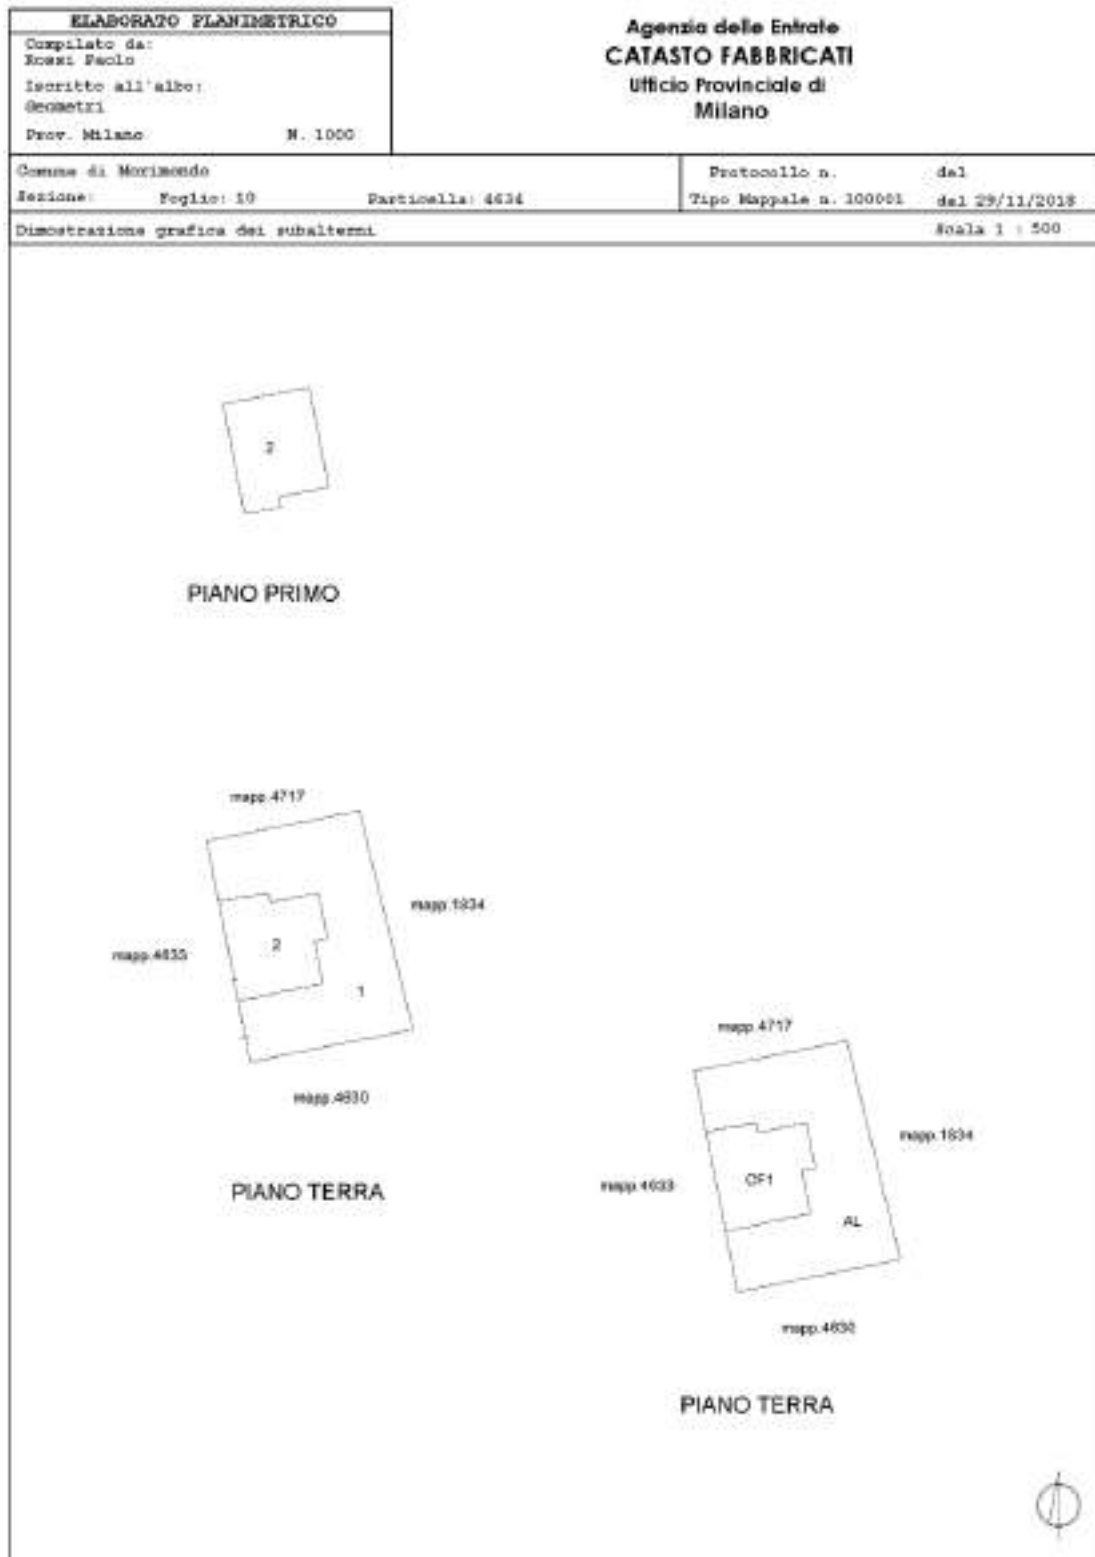 ELABORATO PLANIMETRICO
Compilato da:
Rossi Paolo
Iscritto all'albo:
Geometri
Prov. Milano N. 1000
Agenzia delle Entrate
CATASTO FABBRICATI
Ufficio Provinciale di
Milano
Comune di Morimondo
Sezione: Foglio: 10 Particella: 4634
Protocollo n. del
Tipo Mappale n. 100001 del 29/11/2018
Dimostrazione grafica dei subalterni Scala 1 : 500
2
PIANO PRIMO
mapp.4717
mapp.1834
mapp.4633
2
1
mapp.4630
PIANO TERRA
mapp.4717
mapp.1834
mapp.4633
CF1
AL
mapp.4630
PIANO TERRA